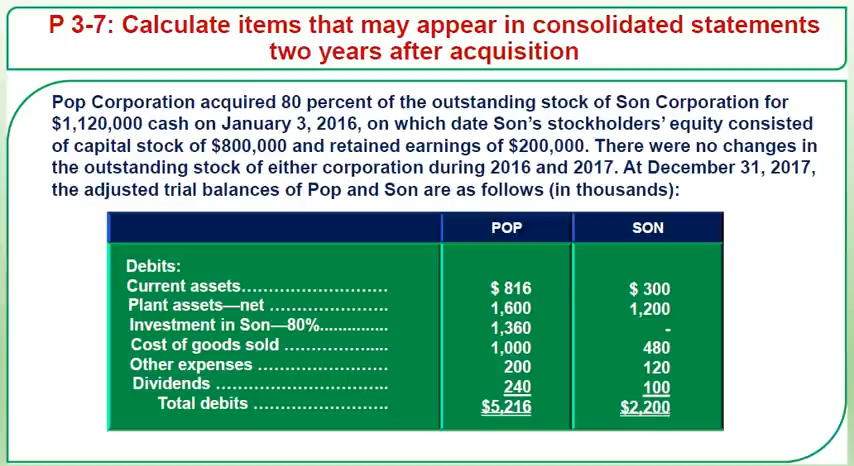 P 3-7: Calculate items that may appear in consolidated statements
two years after acquisition
Pop Corporation acquired 80 percent of the outstanding stock of Son Corporation for
$1,120,000 cash on January 3, 2016, on which date Son's stockholders' equity consisted
of capital stock of $800,000 and retained earnings of $200,000. There were no changes in
the outstanding stock of either corporation during 2016 and 2017. At December 31, 2017,
the adjusted trial balances of Pop and Son are as follows (in thousands):
POP SON
Debits:
Current assets........................... $ 816 $ 300
Plant assets—net ...................... 1,600 1,200
Investment in Son—80%............... 1,360 -
Cost of goods sold ..................... 1,000 480
Other expenses ........................ 200 120
Dividends ............................... 240 100
Total debits ........................ $5,216 $2,200